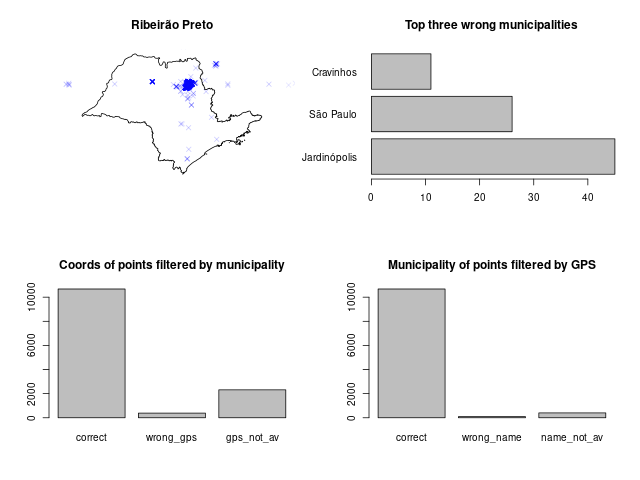 Ribeirão Preto
Top three wrong municipalities
Cravinhos
São Paulo
Jardinópolis
0 10 20 30 40
Coords of points filtered by municipality
10000
6000
2000
0
correct wrong_gps gps_not_av
Municipality of points filtered by GPS
10000
6000
2000
0
correct wrong_name name_not_av